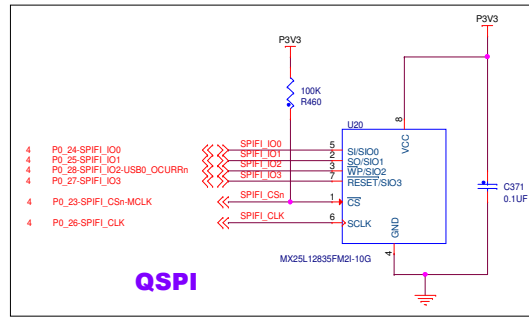 P3V3
P3V3
100K
R460
U20
8
VCC
4 P0_24-SPIFI_IO0 SPIFI_IO0 5 SI/SIO0
4 P0_25-SPIFI_IO1 SPIFI_IO1 2 SO/SIO1
4 P0_28-SPIFI_IO2-USB0_OCURRn SPIFI_IO2 3 WP/SIO2
4 P0_27-SPIFI_IO3 SPIFI_IO3 7 RESET/SIO3
C371
0.1UF
4 P0_23-SPIFI_CSn-MCLK SPIFI_CSn 1 CS
4 P0_26-SPIFI_CLK SPIFI_CLK 6 SCLK
GND
4
MX25L12835FM2I-10G
QSPI